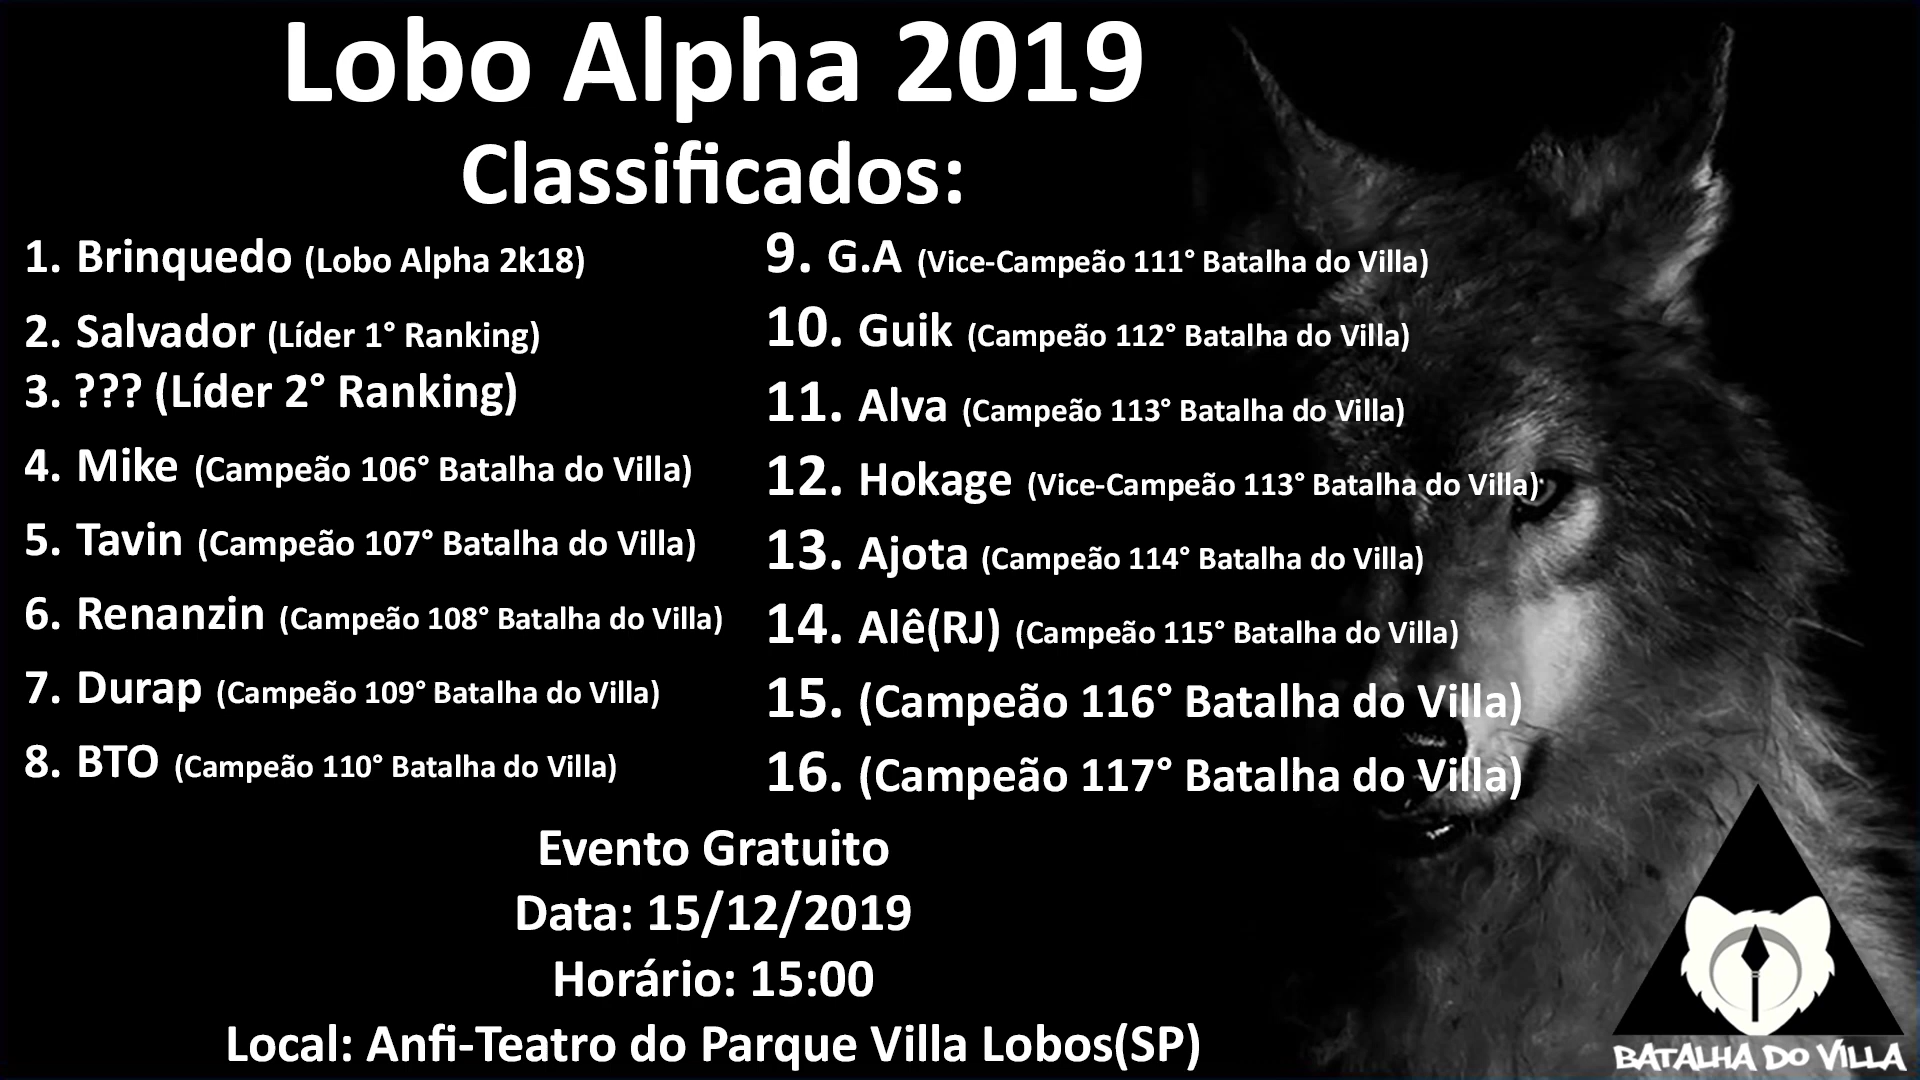 Lobo Alpha 2019
Classificados:
1. Brinquedo (Lobo Alpha 2k18)
2. Salvador (Líder 1° Ranking)
3. ??? (Líder 2° Ranking)
4. Mike (Campeão 106° Batalha do Villa)
5. Tavin (Campeão 107° Batalha do Villa)
6. Renanzin (Campeão 108° Batalha do Villa)
7. Durap (Campeão 109° Batalha do Villa)
8. BTO (Campeão 110° Batalha do Villa)
9. G.A (Vice-Campeão 111° Batalha do Villa)
10. Guik (Campeão 112° Batalha do Villa)
11. Alva (Campeão 113° Batalha do Villa)
12. Hokage (Vice-Campeão 113° Batalha do Villa)
13. Ajota (Campeão 114° Batalha do Villa)
14. Alê(RJ) (Campeão 115° Batalha do Villa)
15. (Campeão 116° Batalha do Villa)
16. (Campeão 117° Batalha do Villa)
Evento Gratuito
Data: 15/12/2019
Horário: 15:00
Local: Anfi-Teatro do Parque Villa Lobos(SP)
BATALHA DO VILLA